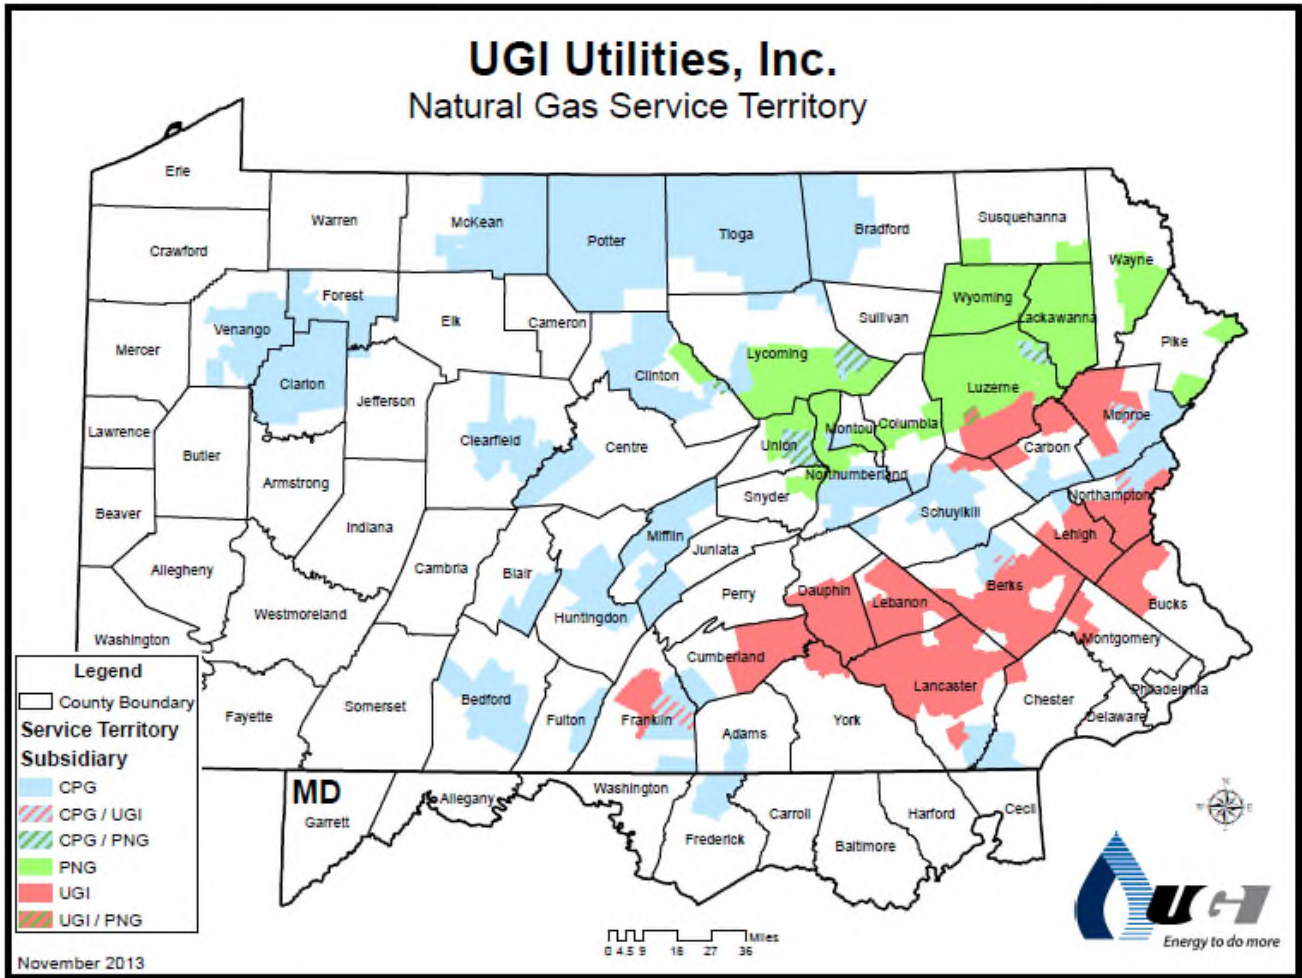 UGI Utilities, Inc.
Natural Gas Service Territory
Erie
Warren
McKean
Potter
Tioga
Bradford
Susquehanna
Wayne
Crawford
Forest
Venango
Elk
Cameron
Sullivan
Wyoming
Lackawanna
Pike
Mercer
Clarion
Clinton
Lycoming
Luzerne
Jefferson
Monroe
Lawrence
Butler
Clearfield
Centre
Union
Montou
Columbia
Carbon
Armstrong
Northumberland
Snyder
Northampton
Beaver
Indiana
Schuylkill
Mifflin
Juniata
Lehigh
Allegheny
Cambria
Blair
Huntingdon
Perry
Dauphin
Lebanon
Berks
Bucks
Westmoreland
Washington
Cumberland
Montgomery
Lancaster
Philadelphia
Somerset
Bedford
Fulton
Franklin
Adams
York
Chester
Delaware
Fayette
Legend
County Boundary
Service Territory
Subsidiary
CPG
CPG / UGI
CPG / PNG
PNG
UGI
UGI / PNG
MD
Garrett
Allegany
Washington
Frederick
Carroll
Baltimore
Harford
Cecil
N
W E
S
UGI
Energy to do more
Miles
0 4.5 9 18 27 36
November 2013